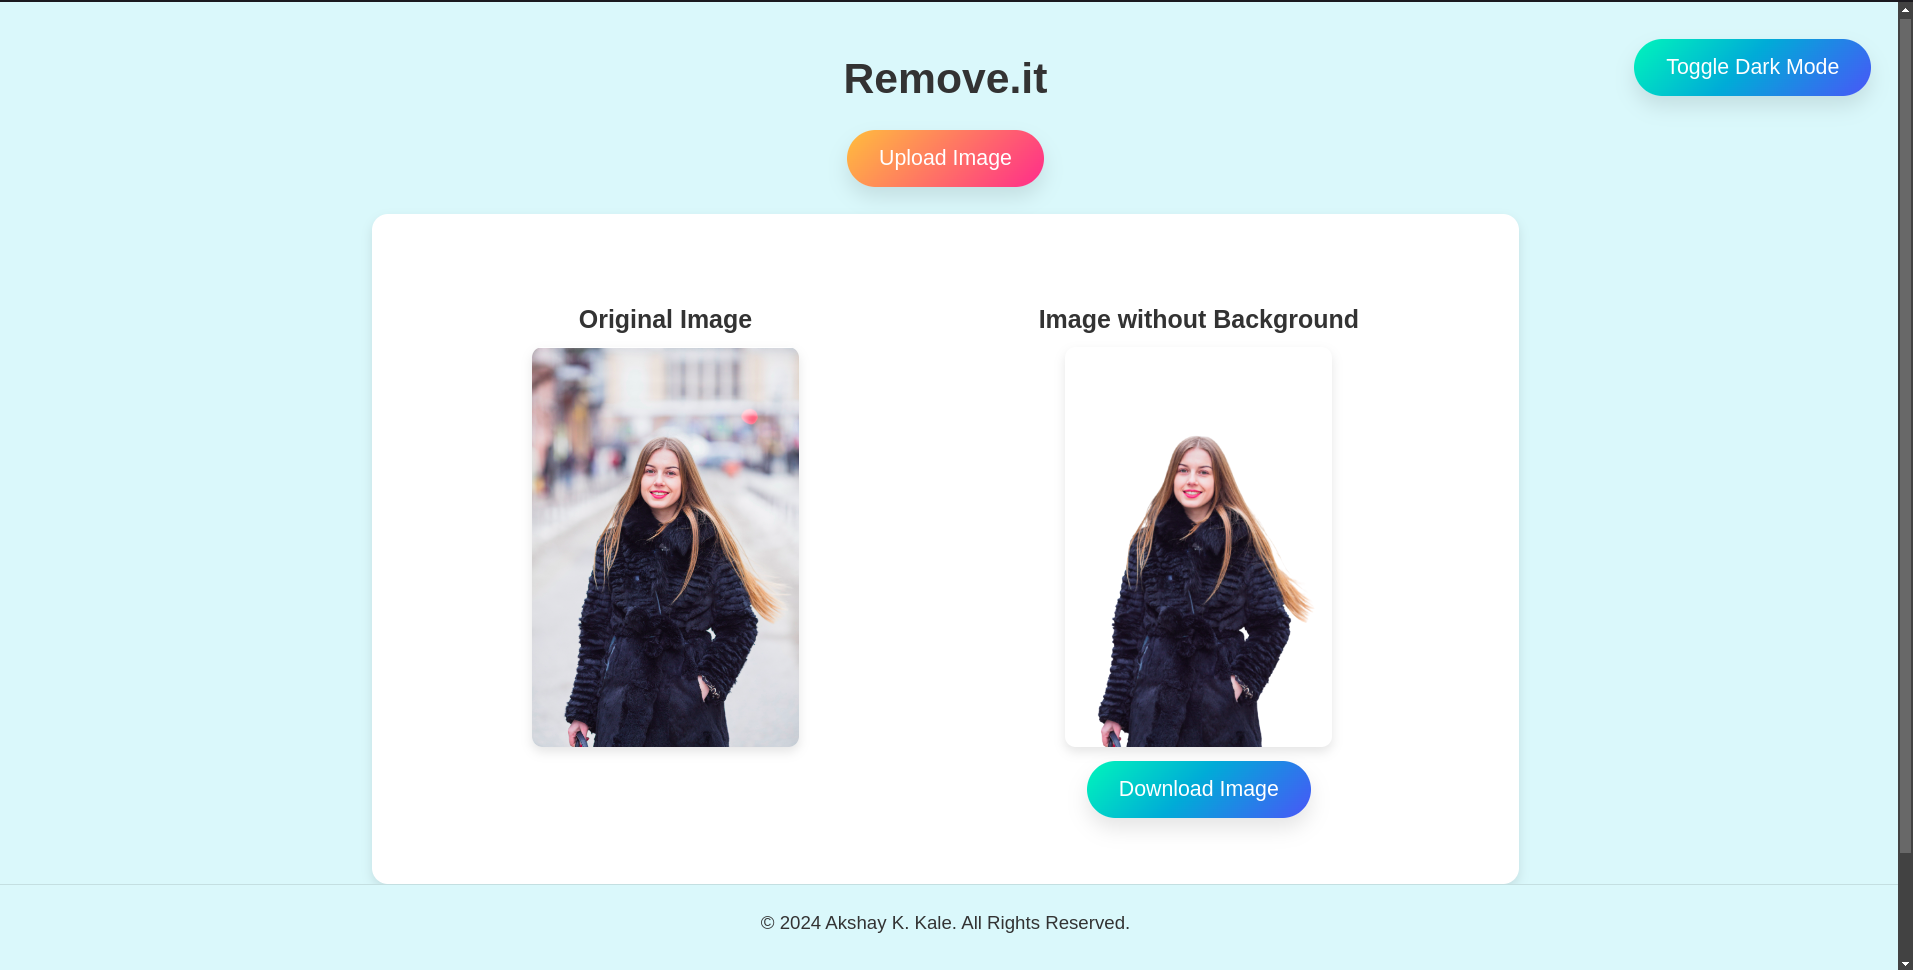 Remove.it
Toggle Dark Mode
Upload Image
Original Image
Image without Background
Download Image
© 2024 Akshay K. Kale. All Rights Reserved.